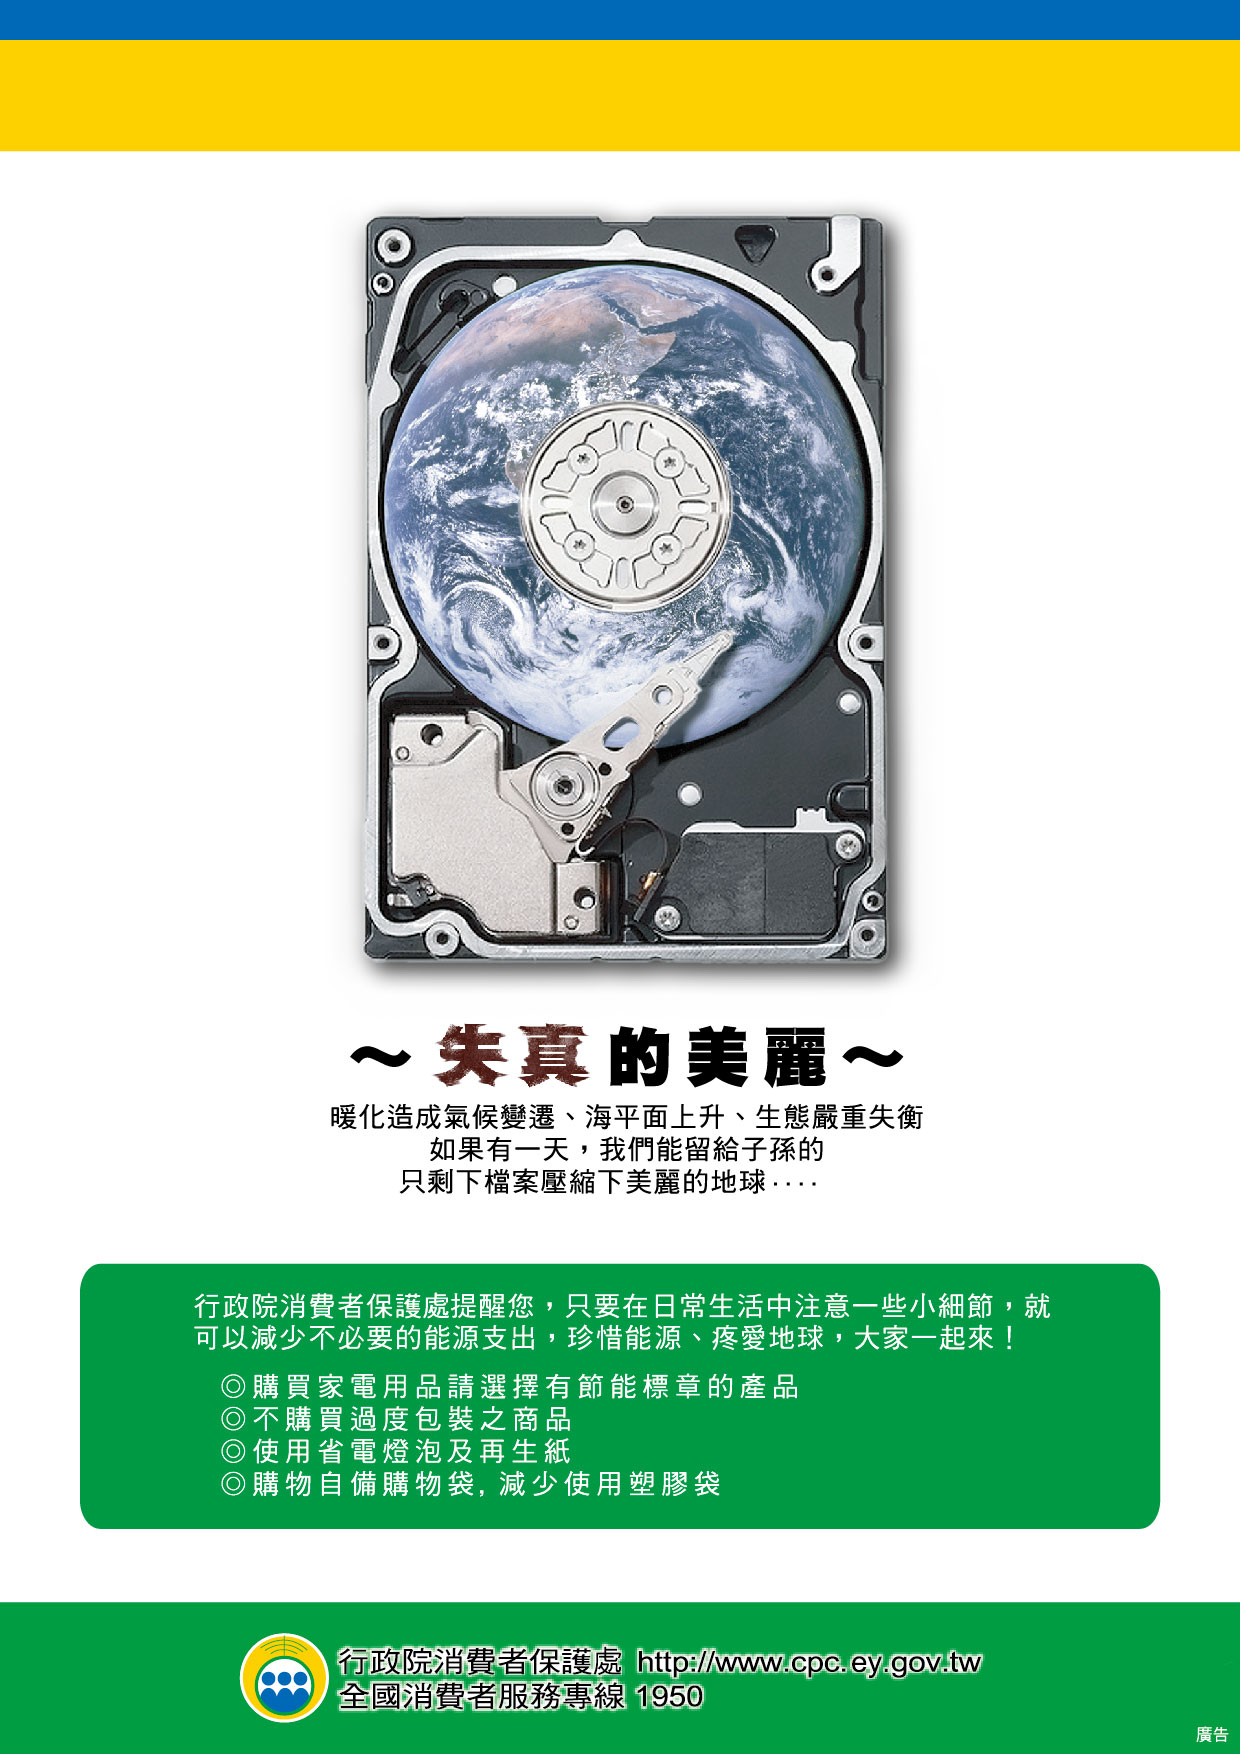 ～失真的美麗～
暖化造成氣候變遷、海平面上升、生態嚴重失衡
如果有一天，我們能留給子孫的
只剩下檔案壓縮下美麗的地球‥‥
行政院消費者保護處提醒您，只要在日常生活中注意一些小細節，就
可以減少不必要的能源支出，珍惜能源、疼愛地球，大家一起來！
◎購買家電用品請選擇有節能標章的產品
◎不購買過度包裝之商品
◎使用省電燈泡及再生紙
◎購物自備購物袋,減少使用塑膠袋
行政院消費者保護處 http://www.cpc.ey.gov.tw
全國消費者服務專線 1950
廣告